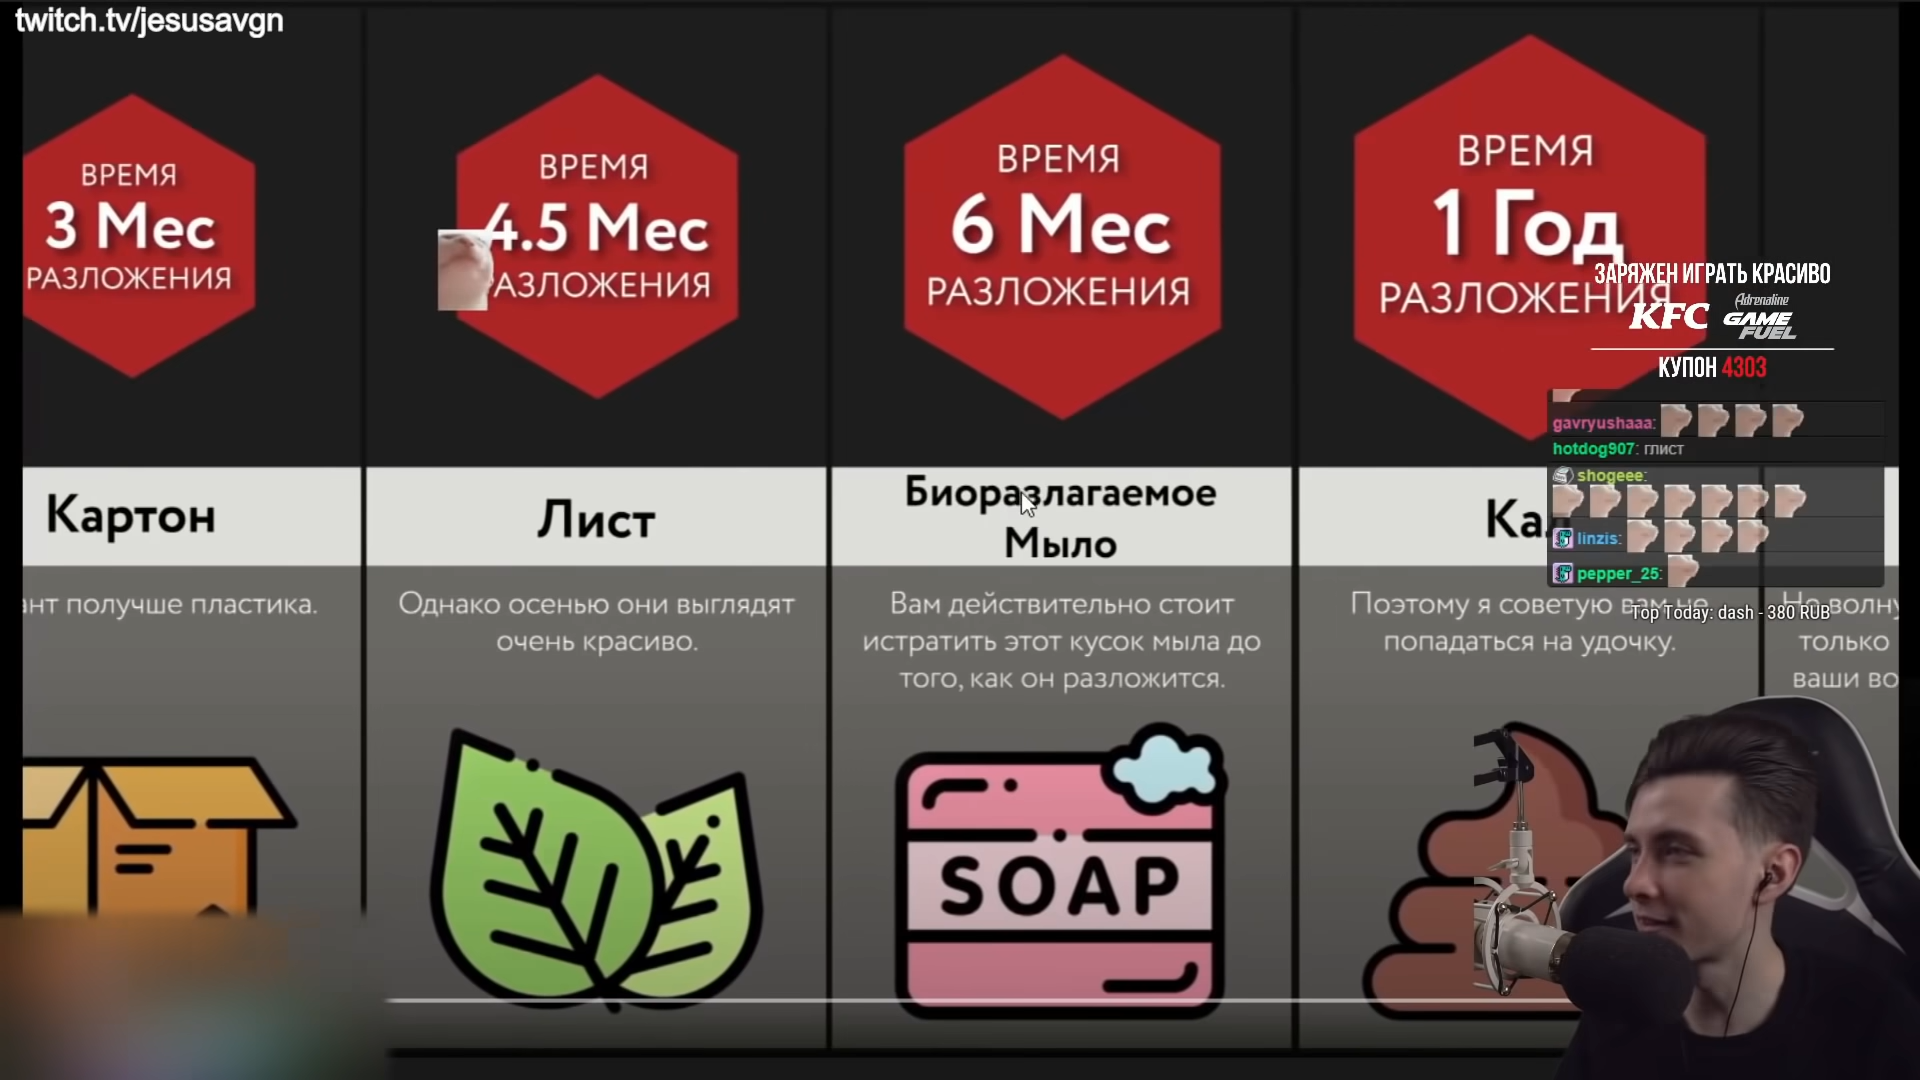 twitch.tv/jesusavgn
ВРЕМЯ
3 Мес
РАЗЛОЖЕНИЯ
Картон
получше пластика.
ВРЕМЯ
4.5 Мес
РАЗЛОЖЕНИЯ
Лист
Однако осенью они выглядят
очень красиво.
ВРЕМЯ
6 Мес
РАЗЛОЖЕНИЯ
Биоразлагаемое
Мыло
Вам действительно стоит
истратить этот кусок мыла до
того, как он разложится.
SOAP
ВРЕМЯ
1 Год
РАЗЛОЖЕНИЯ
Поэтому я советую вам не
попадаться на удочку.
только
ЗАРЯЖЕН ИГРАТЬ КРАСИВО
KFC Adrenaline
GAME
FUEL
КУПОН 4303
gavryushaaa:
hotdog907: глист
shogeee:
linzis:
pepper_25:
Top Today: dash - 380 RUB